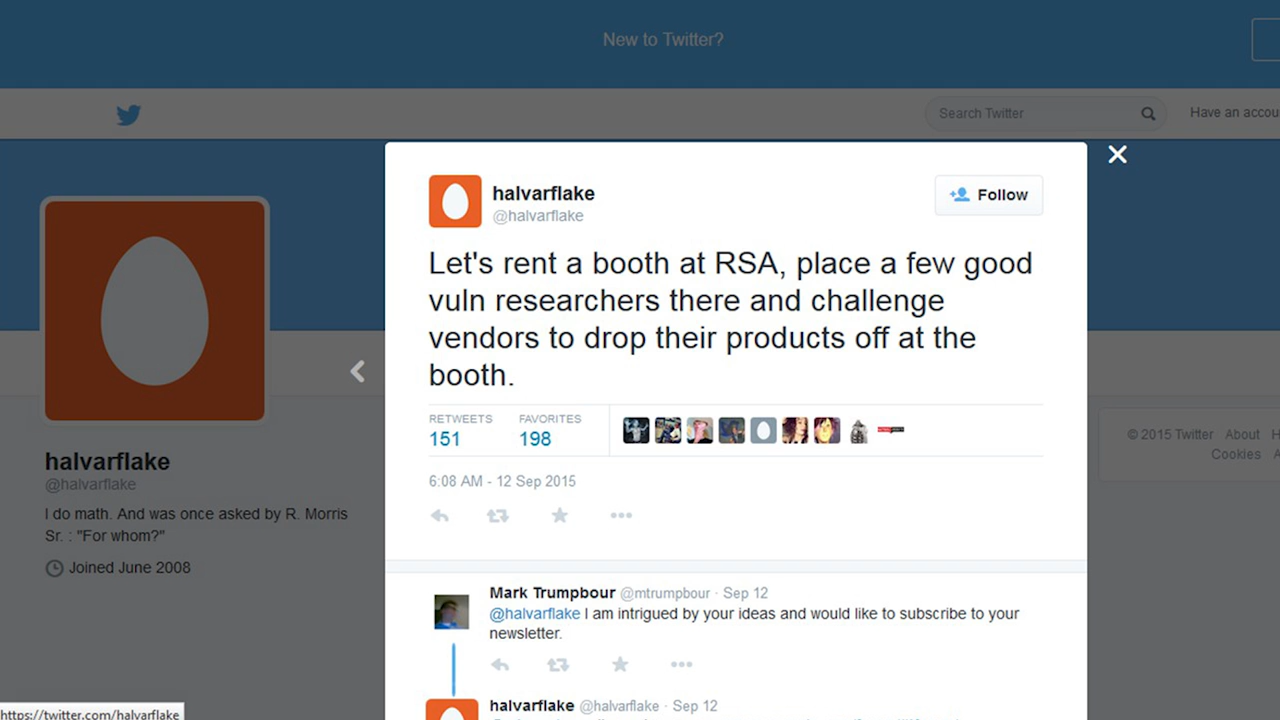 New to Twitter?
Search Twitter
Have an accou
halvarflake
@halvarflake
Follow
Let's rent a booth at RSA, place a few good
vuln researchers there and challenge
vendors to drop their products off at the
booth.
RETWEETS
FAVORITES
151
198
6:08 AM - 12 Sep 2015
halvarflake
@halvarflake
I do math. And was once asked by R. Morris
Sr. : "For whom?"
Joined June 2008
© 2015 Twitter About H
Cookies A
Mark Trumpbour @mtrumpbour · Sep 12
@halvarflake I am intrigued by your ideas and would like to subscribe to your
newsletter.
halvarflake @halvarflake · Sep 12
https://twitter.com/halvarflake